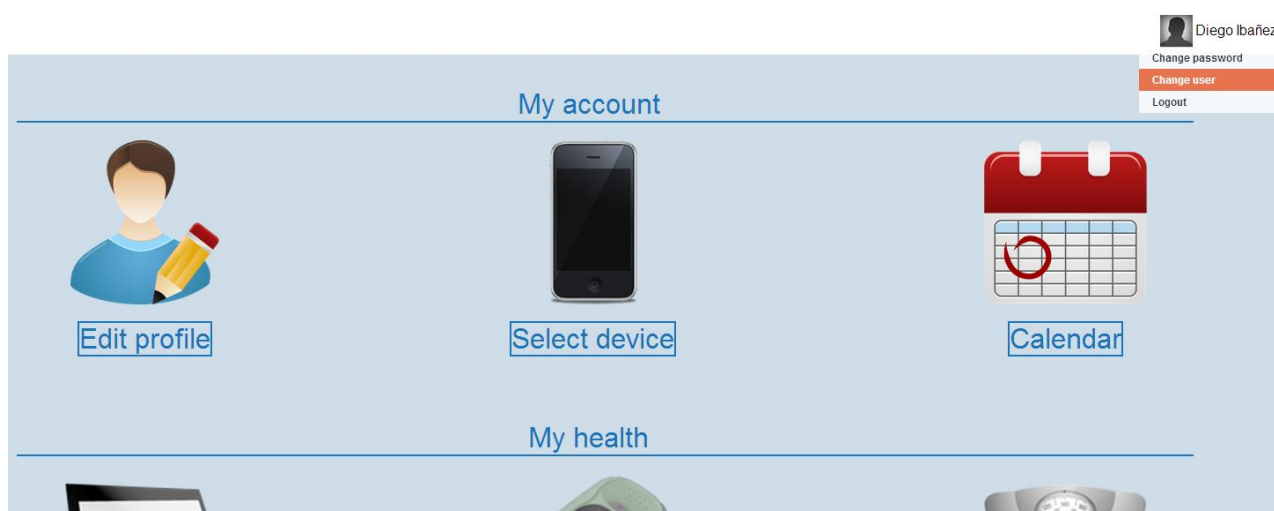 Diego Ibañez
Change password
Change user
Logout
My account
Edit profile
Select device
Calendar
My health